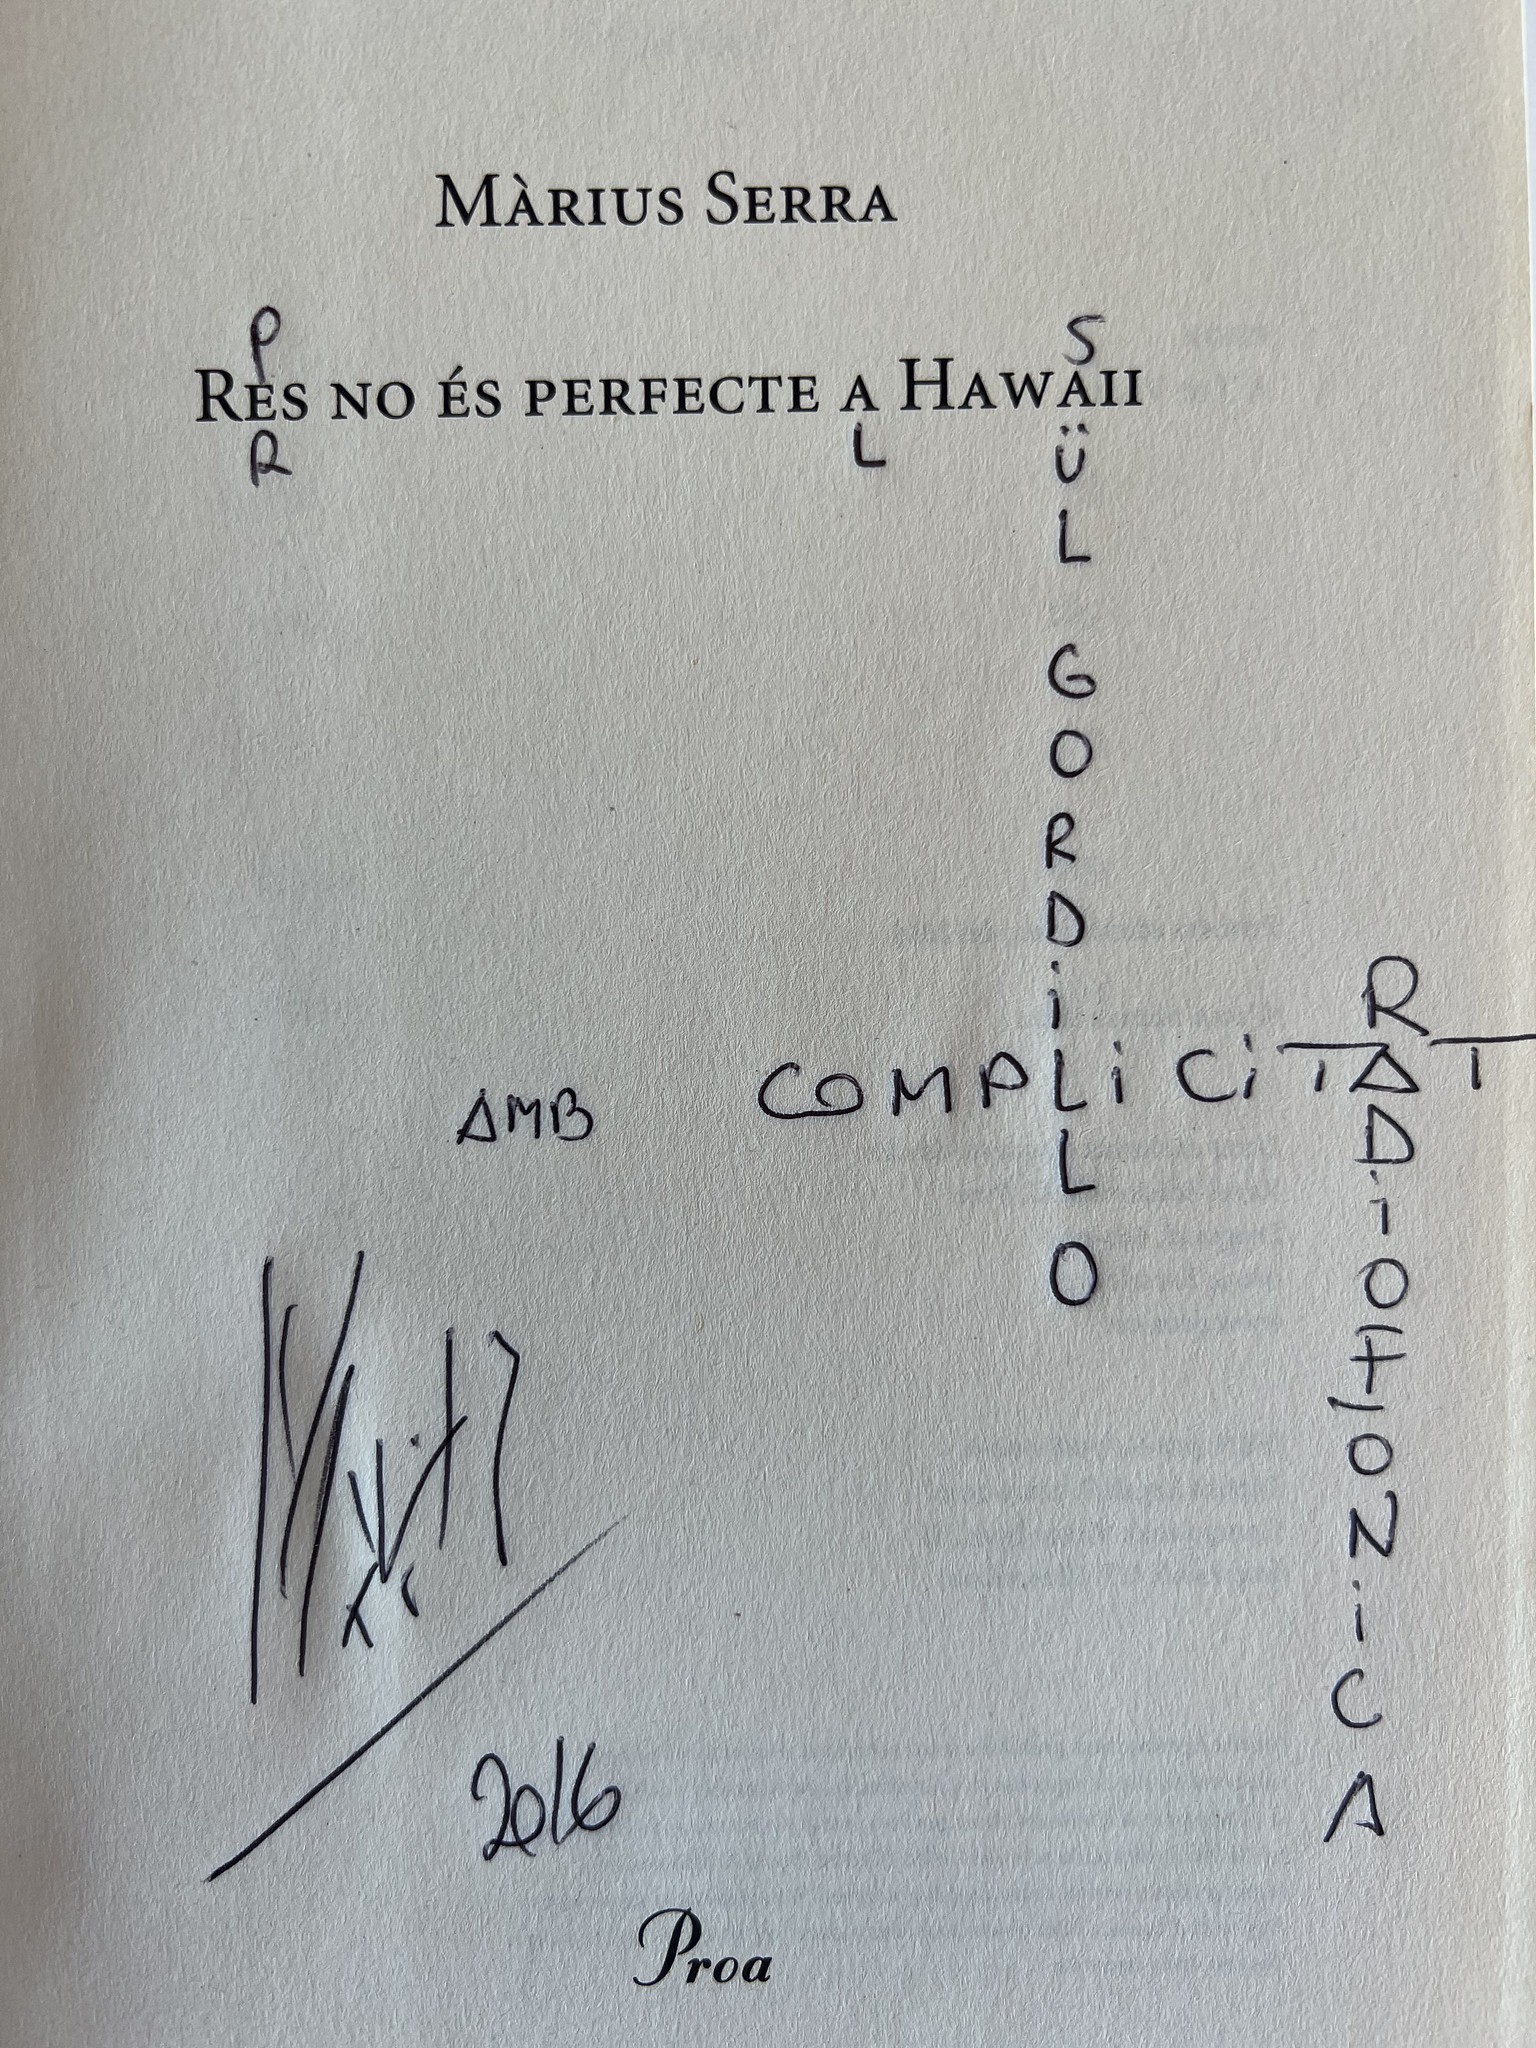 MÀRIUS SERRA
P
S
RES NO ÉS PERFECTE A HAWAII
R
L
Ü
L
G
O
R
D
i
R
AMB COMPLiCiTAT
L
D
i
O
O
F
O
N
i
C
A
2016
Proa